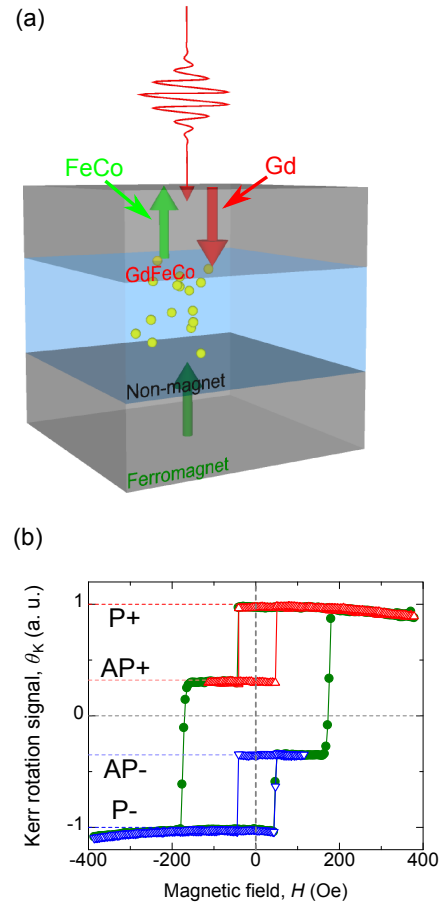 (a)
FeCo
Gd
GdFeCo
Non-magnet
Ferromagnet
(b)
Kerr rotation signal, θK (a. u.)
1
0
-1
P+
AP+
AP-
P-
-400 -200 0 200 400
Magnetic field, H (Oe)